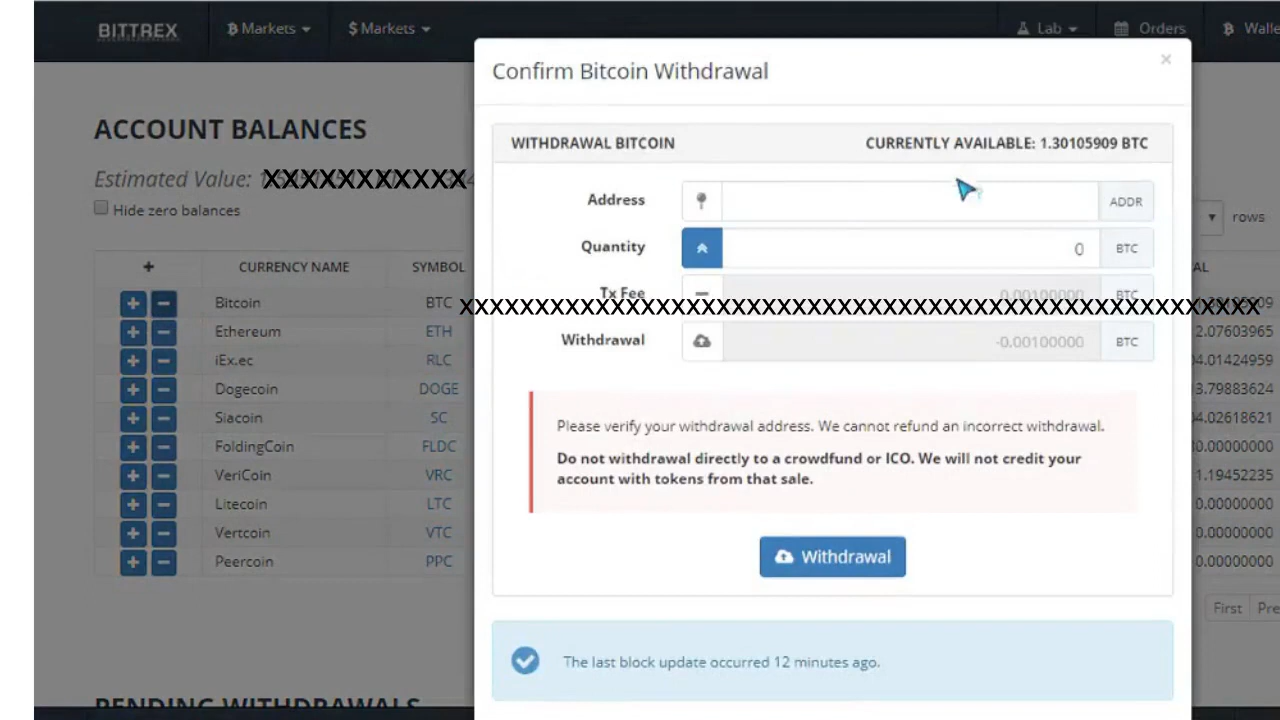 BITTREX
Markets
$ Markets
Lab
Orders
Confirm Bitcoin Withdrawal
×
ACCOUNT BALANCES
Estimated Value: XXXXXXXXXXX
Hide zero balances
rows
WITHDRAWAL BITCOIN CURRENTLY AVAILABLE: 1.30105909 BTC
Address ADDR
Quantity 0 BTC
Tx Fee 0.00100000 BTC
Withdrawal -0.00100000 BTC
+ CURRENCY NAME SYMBOL
Bitcoin BTC
Ethereum ETH 2.07603965
iEx.ec RLC 4.01424959
Dogecoin DOGE 3.79883624
Siacoin SC 4.02618621
FoldingCoin FLDC 0.00000000
VeriCoin VRC 1.19452235
Litecoin LTC 0.00000000
Vertcoin VTC 0.00000000
Peercoin PPC 0.00000000
Please verify your withdrawal address. We cannot refund an incorrect withdrawal.
Do not withdrawal directly to a crowdfund or ICO. We will not credit your
account with tokens from that sale.
Withdrawal
First
The last block update occurred 12 minutes ago.
PENDING WITHDRAWALS